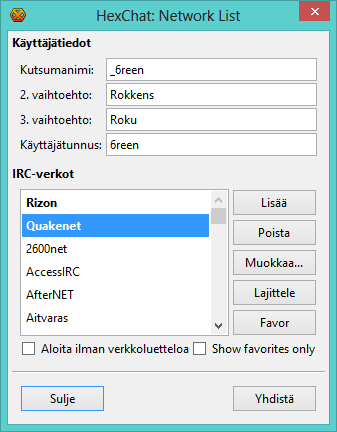 HexChat: Network List
Käyttäjätiedot
Kutsumanimi: _6reen
2. vaihtoehto: Rokkens
3. vaihtoehto: Roku
Käyttäjätunnus: 6reen
IRC-verkot
Rizon
Quakenet
2600net
AccessIRC
AfterNET
Aitvaras
Lisää
Poista
Muokkaa...
Lajittele
Favor
Aloita ilman verkkoluetteloa Show favorites only
Sulje Yhdistä